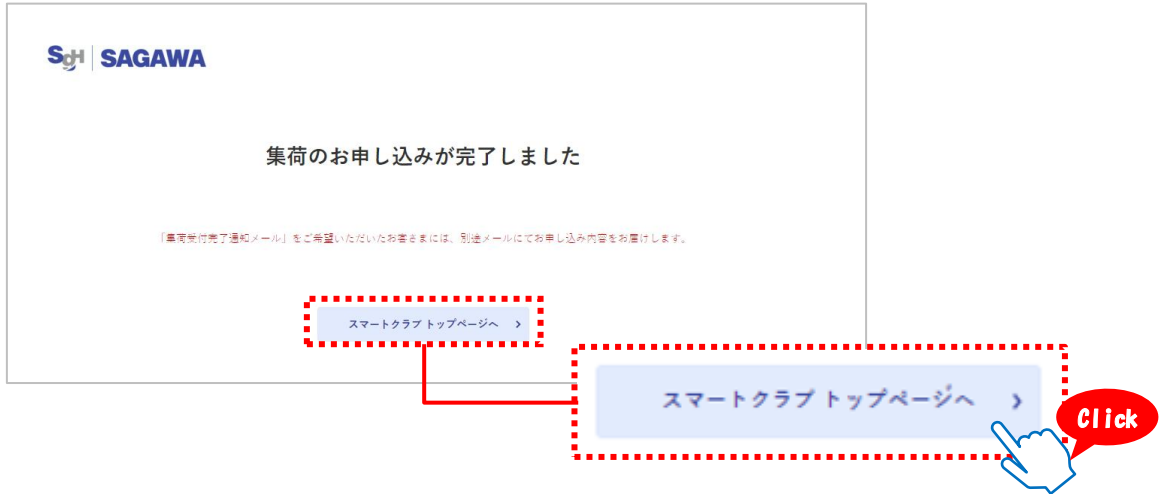 SGH SAGAWA
集荷のお申し込みが完了しました
「集荷受付完了通知メール」をご希望いただいたお客さまには、別途メールにてお申し込み内容をお届けします。
スマートクラブ トップページへ ›
スマートクラブ トップページへ ›
Click